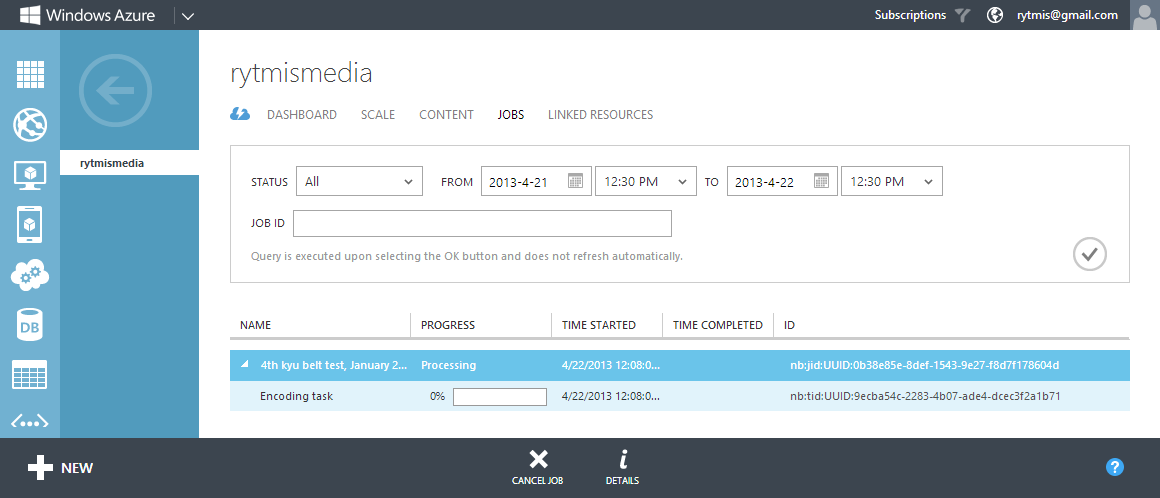 Windows Azure
Subscriptions rytmis@gmail.com
rytmismedia
rytmismedia
DASHBOARD SCALE CONTENT JOBS LINKED RESOURCES
STATUS All FROM 2013-4-21 12:30 PM TO 2013-4-22 12:30 PM
JOB ID
Query is executed upon selecting the OK button and does not refresh automatically.
NAME PROGRESS TIME STARTED TIME COMPLETED ID
4th kyu belt test, January 2... Processing 4/22/2013 12:08:0... nb:jid:UUID:0b38e85e-8def-1543-9e27-f8d7f178604d
Encoding task 0% 4/22/2013 12:08:0... nb:tid:UUID:9ecba54c-2283-4b07-ade4-dcec3f2a1b71
DB
NEW CANCEL JOB DETAILS ?